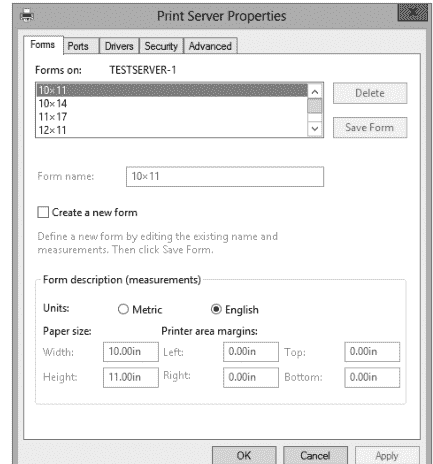 Print Server Properties
Forms Ports Drivers Security Advanced
Forms on: TESTSERVER-1
10×11
10×14
11×17
12×11
Delete
Save Form
Form name: 10×11
Create a new form
Define a new form by editing the existing name and
measurements. Then click Save Form.
Form description (measurements)
Units: Metric English
Paper size: Printer area margins:
Width: 10.00in Left: 0.00in Top: 0.00in
Height: 11.00in Right: 0.00in Bottom: 0.00in
OK Cancel Apply